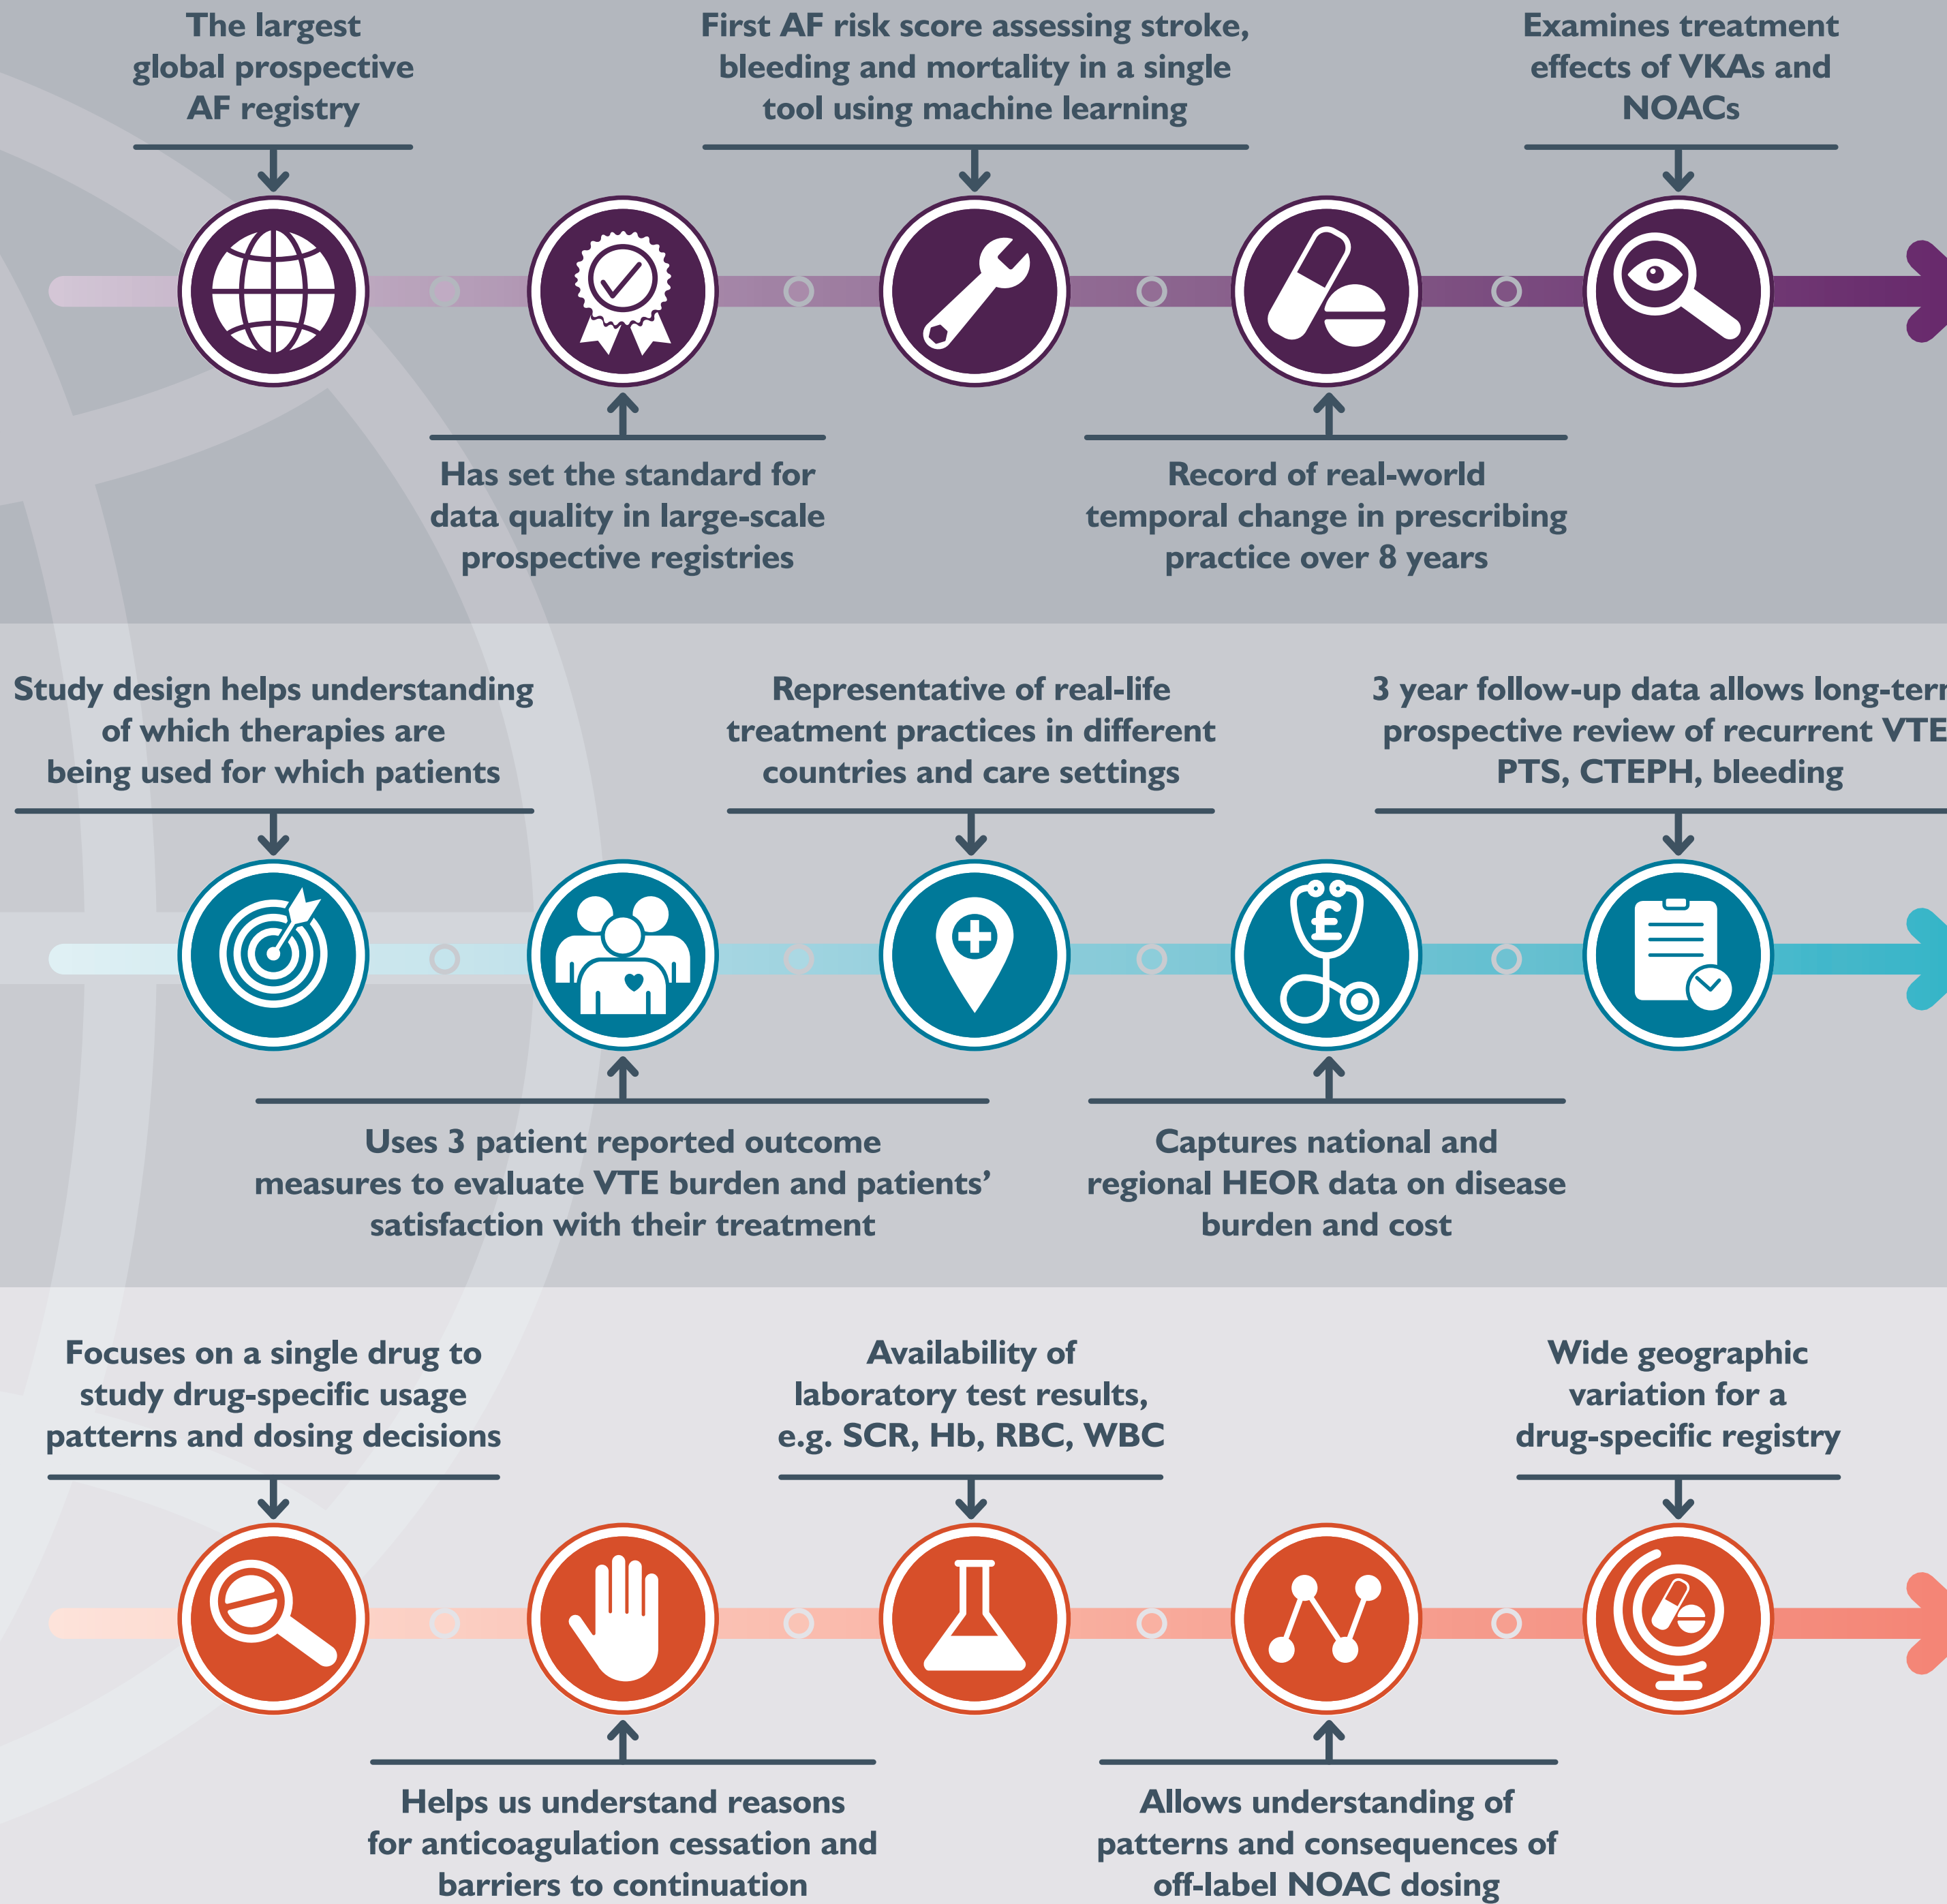 The largest
global prospective
AF registry
First AF risk score assessing stroke,
bleeding and mortality in a single
tool using machine learning
Examines treatment
effects of VKAs and
NOACs
Has set the standard for
data quality in large-scale
prospective registries
Record of real-world
temporal change in prescribing
practice over 8 years
Study design helps understanding
of which therapies are
being used for which patients
Representative of real-life
treatment practices in different
countries and care settings
3 year follow-up data allows long-term
prospective review of recurrent VTE
PTS, CTEPH, bleeding
£
Uses 3 patient reported outcome
measures to evaluate VTE burden and patients’
satisfaction with their treatment
Captures national and
regional HEOR data on disease
burden and cost
Focuses on a single drug to
study drug-specific usage
patterns and dosing decisions
Availability of
laboratory test results,
e.g. SCR, Hb, RBC, WBC
Wide geographic
variation for a
drug-specific registry
Helps us understand reasons
for anticoagulation cessation and
barriers to continuation
Allows understanding of
patterns and consequences of
off-label NOAC dosing